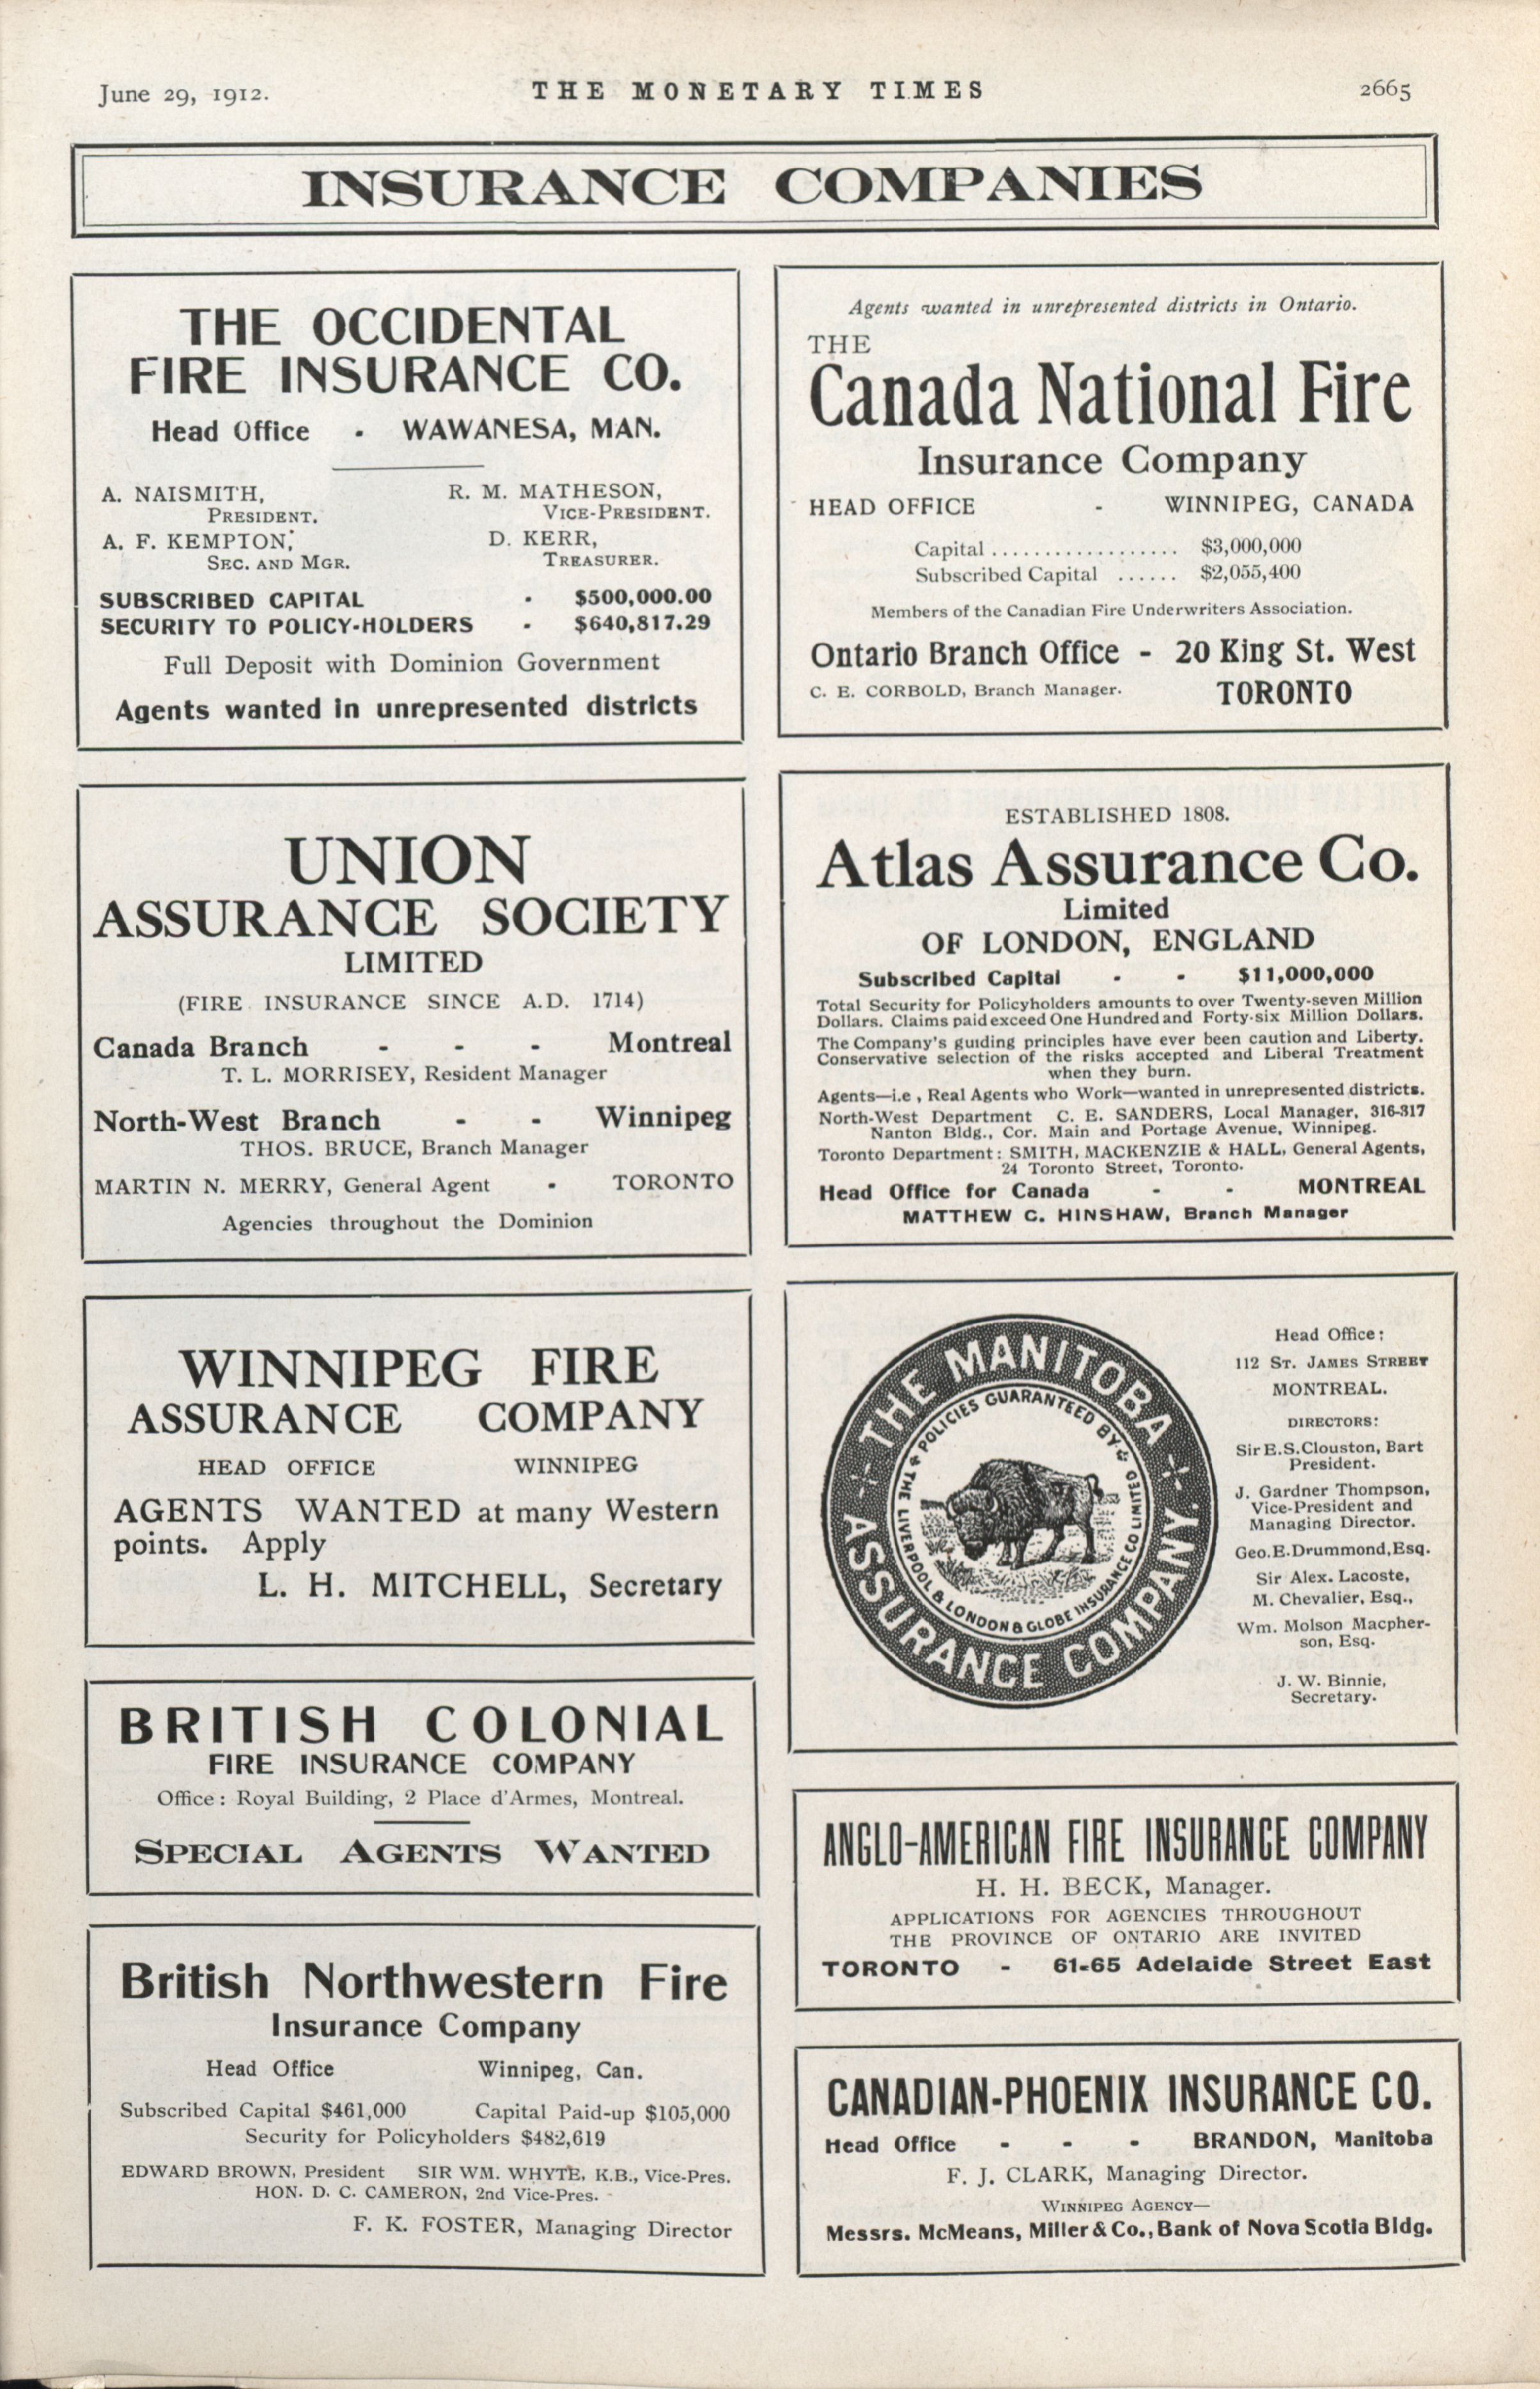 June 29, 1912.
THE MONETARY TIMES
2665
INSURANCE COMPANIES
THE OCCIDENTAL
FIRE INSURANCE CO.
Head Office - WAWANESA, MAN.
A. NAISMITH, R. M. MATHESON,
PRESIDENT. VICE-PRESIDENT.
A. F. KEMPTON, D. KERR,
SEC. AND MGR. TREASURER.
SUBSCRIBED CAPITAL - $500,000.00
SECURITY TO POLICY-HOLDERS - $640,817.29
Full Deposit with Dominion Government
Agents wanted in unrepresented districts
UNION
ASSURANCE SOCIETY
LIMITED
(FIRE INSURANCE SINCE A.D. 1714)
Canada Branch - - - Montreal
T. L. MORRISEY, Resident Manager
North-West Branch - - Winnipeg
THOS. BRUCE, Branch Manager
MARTIN N. MERRY, General Agent - TORONTO
Agencies throughout the Dominion
WINNIPEG FIRE
ASSURANCE COMPANY
HEAD OFFICE WINNIPEG
AGENTS WANTED at many Western
points. Apply
L. H. MITCHELL, Secretary
BRITISH COLONIAL
FIRE INSURANCE COMPANY
Office : Royal Building, 2 Place d'Armes, Montreal.
SPECIAL AGENTS WANTED
British Northwestern Fire
Insurance Company
Head Office Winnipeg, Can.
Subscribed Capital $461,000 Capital Paid-up $105,000
Security for Policyholders $482,619
EDWARD BROWN, President SIR WM. WHYTE, K.B., Vice-Pres.
HON. D. C. CAMERON, 2nd Vice-Pres.
F. K. FOSTER, Managing Director
Agents wanted in unrepresented districts in Ontario.
THE
Canada National Fire
Insurance Company
HEAD OFFICE - WINNIPEG, CANADA
Capital .................. $3,000,000
Subscribed Capital ...... $2,055,400
Members of the Canadian Fire Underwriters Association.
Ontario Branch Office - 20 King St. West
C. E. CORBOLD, Branch Manager. TORONTO
ESTABLISHED 1808.
Atlas Assurance Co.
Limited
OF LONDON, ENGLAND
Subscribed Capital - - $11,000,000
Total Security for Policyholders amounts to over Twenty-seven Million
Dollars. Claims paid exceed One Hundred and Forty-six Million Dollars.
The Company's guiding principles have ever been caution and Liberty.
Conservative selection of the risks accepted and Liberal Treatment
when they burn.
Agents—i.e , Real Agents who Work—wanted in unrepresented districts.
North-West Department C. E. SANDERS, Local Manager, 316-317
Nanton Bldg., Cor. Main and Portage Avenue, Winnipeg.
Toronto Department : SMITH, MACKENZIE & HALL, General Agents,
24 Toronto Street, Toronto.
Head Office for Canada - - MONTREAL
MATTHEW C. HINSHAW, Branch Manager
THE MANITOBA
ASSURANCE COMPANY.
POLICIES GUARANTEED BY
THE LIVERPOOL & LONDON & GLOBE INSURANCE CO LIMITED
Head Office :
112 ST. JAMES STREET
MONTREAL.
DIRECTORS:
Sir E.S.Clouston, Bart
President.
J. Gardner Thompson,
Vice-President and
Managing Director.
Geo.E.Drummond,Esq.
Sir Alex. Lacoste,
M. Chevalier, Esq.,
Wm. Molson Macpher-
son, Esq.
J. W. Binnie,
Secretary.
ANGLO-AMERICAN FIRE INSURANCE COMPANY
H. H. BECK, Manager.
APPLICATIONS FOR AGENCIES THROUGHOUT
THE PROVINCE OF ONTARIO ARE INVITED
TORONTO - 61-65 Adelaide Street East
CANADIAN-PHOENIX INSURANCE CO.
Head Office - - - BRANDON, Manitoba
F. J. CLARK, Managing Director.
WINNIPEG AGENCY—
Messrs. McMeans, Miller & Co., Bank of Nova Scotia Bldg.